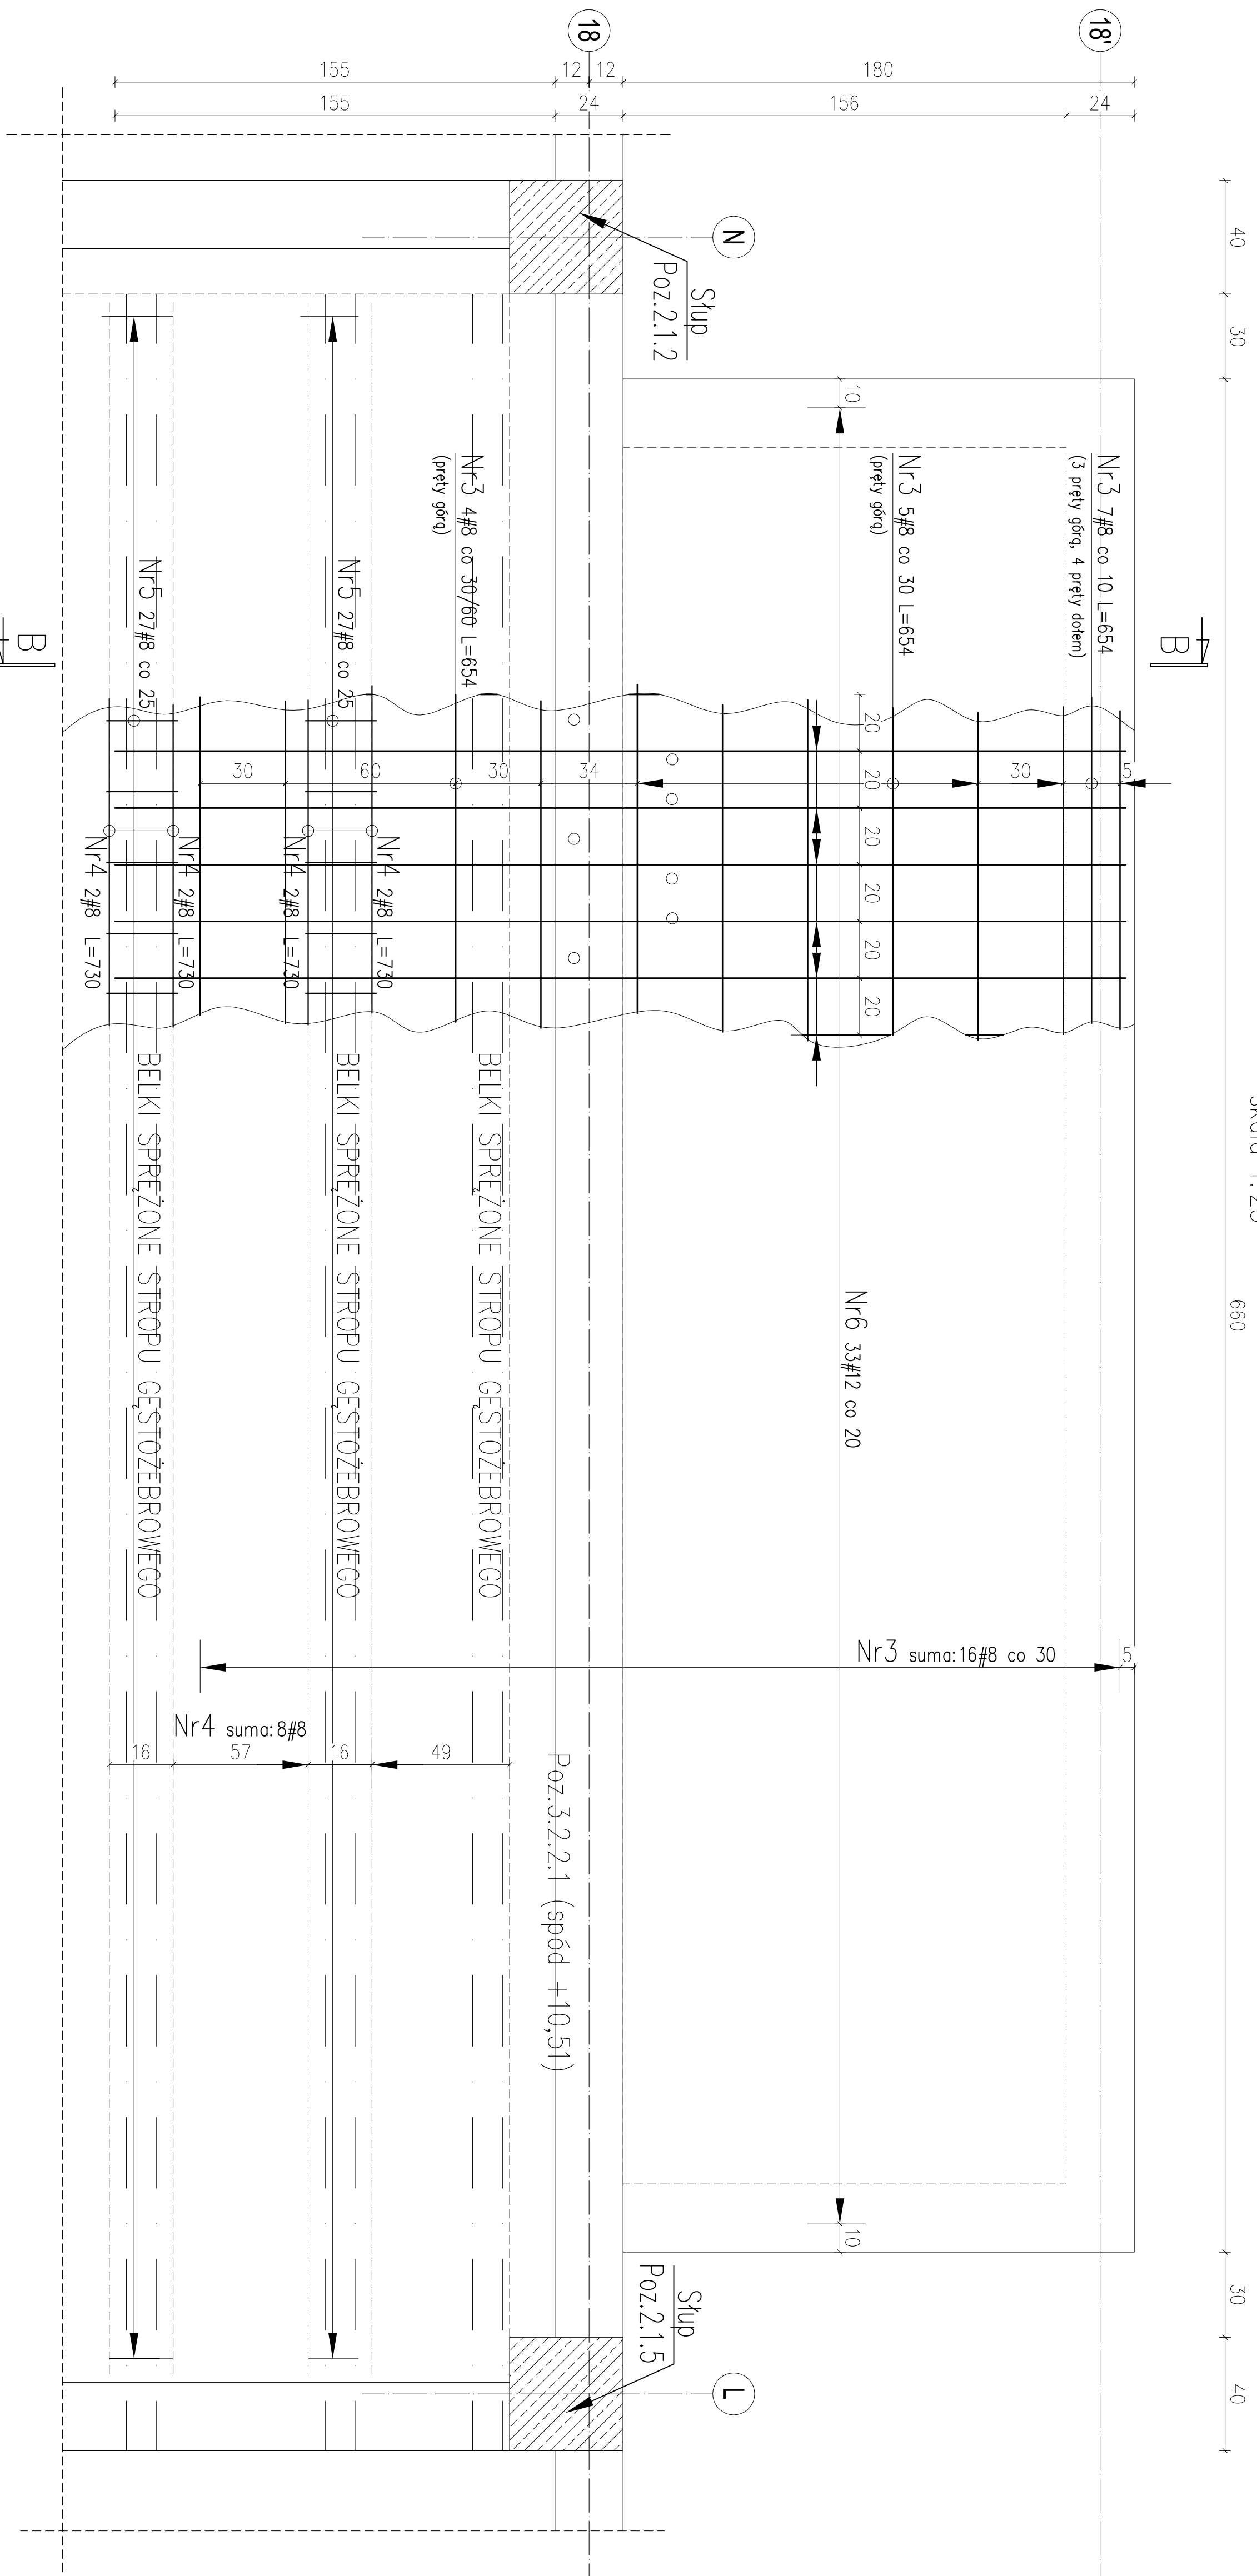 18
18'
155
12
12
180
155
24
156
24
40
30
660
30
40
skala 1:25
N
Słup
Poz.2.1.2
B
B
10
Nr3 7#8 co 10 L=654
(3 pręty górą, 4 pręty dołem)
Nr3 5#8 co 30 L=654
(pręty górą)
Nr3 4#8 co 30/60 L=654
(pręty górą)
Nr5 27#8 co 25
Nr5 27#8 co 25
20
20
20
20
20
20
30
60
30
34
30
5
Nr4 2#8 L=730
Nr4 2#8 L=730
Nr4 2#8 L=730
Nr4 2#8 L=730
BELKI SPRĘŻONE STROPU GĘSTOŻEBROWEGO
BELKI SPRĘŻONE STROPU GĘSTOŻEBROWEGO
BELKI SPRĘŻONE STROPU GĘSTOŻEBROWEGO
Nr6 33#12 co 20
Nr3 suma:16#8 co 30
5
Nr4 suma:8#8
16
57
16
49
Poz.3.2.2.1 (spód +10,51)
10
Słup
Poz.2.1.5
L